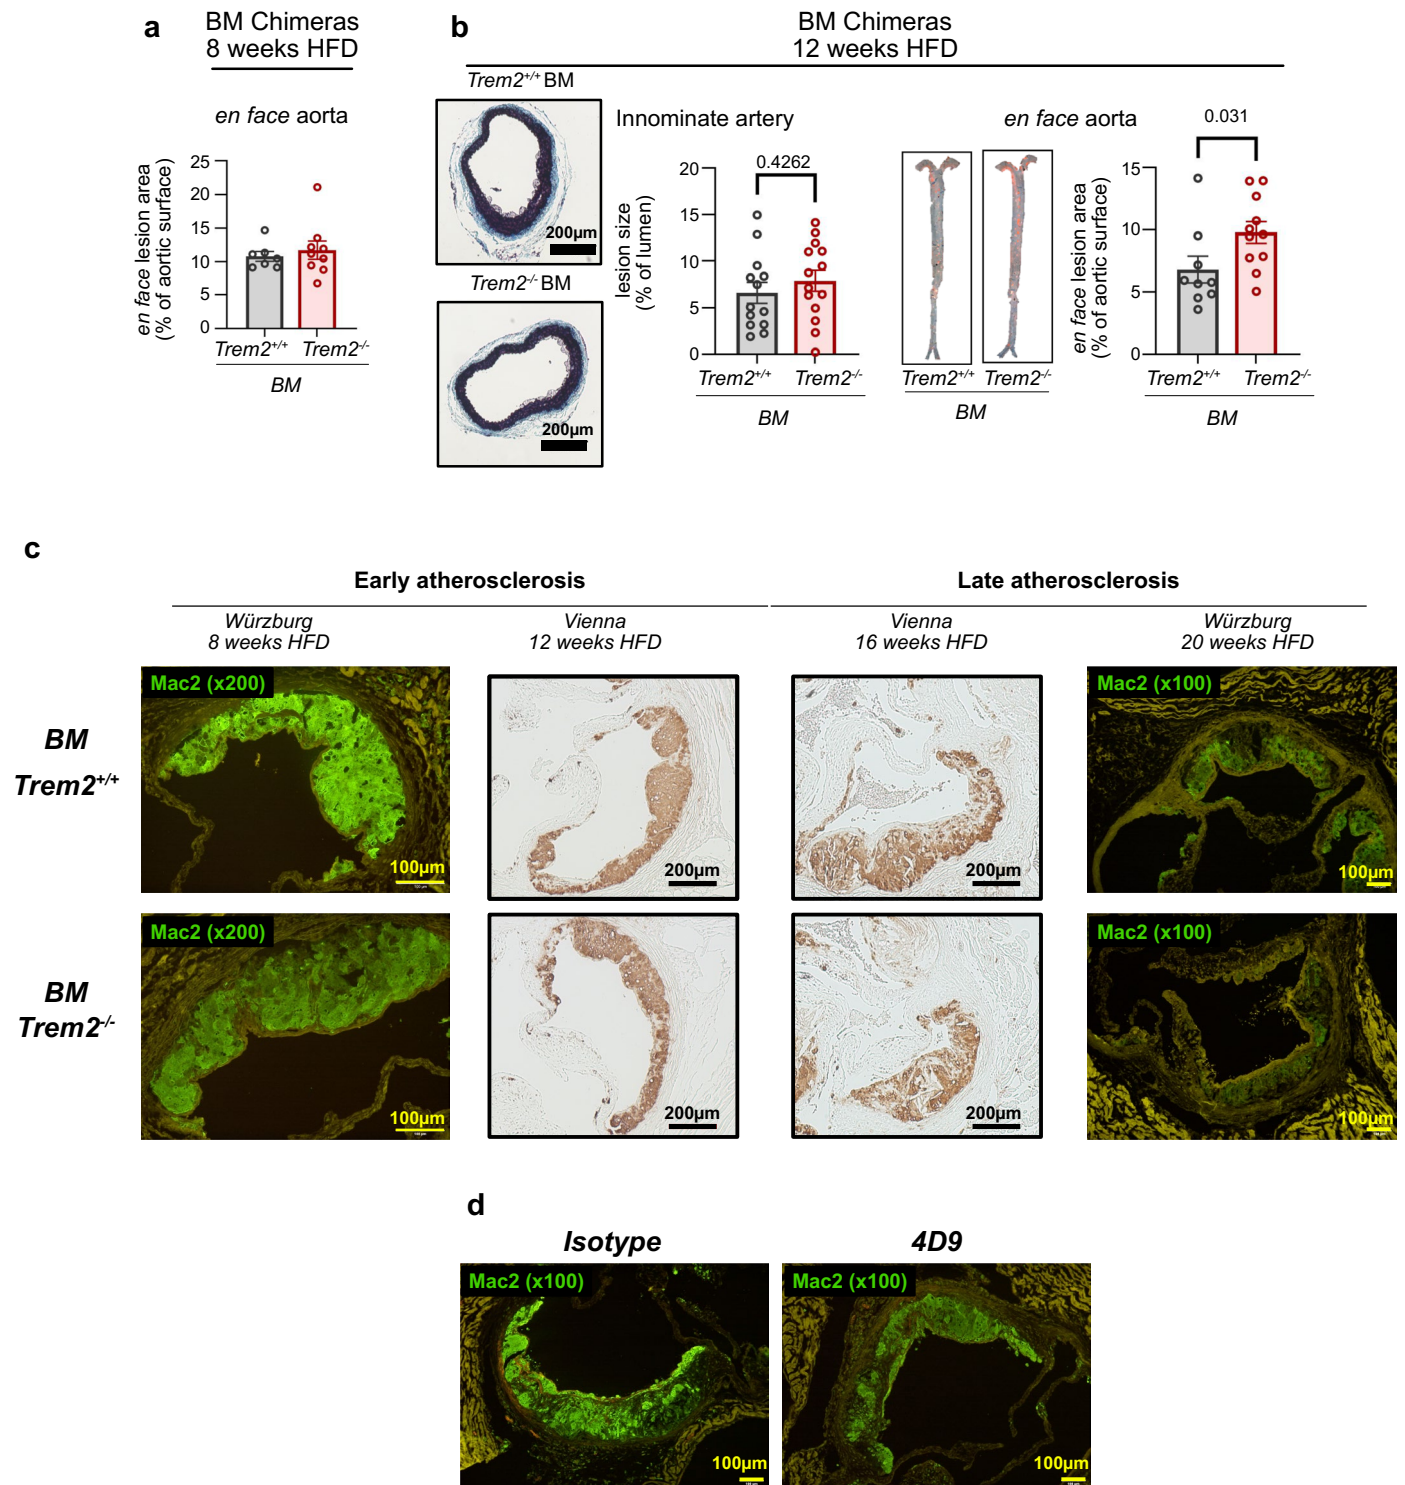 a
BM Chimeras
8 weeks HFD
en face aorta
en face lesion area
(% of aortic surface)
25
20
15
10
5
0
Trem2+/+ Trem2-/-
BM
b
BM Chimeras
12 weeks HFD
Trem2+/+ BM
200µm
Trem2-/- BM
200µm
Innominate artery
lesion size
(% of lumen)
20
15
10
5
0
0.4262
Trem2+/+ Trem2-/-
BM
en face aorta
Trem2+/+ Trem2-/-
BM
en face lesion area
(% of aortic surface)
15
10
5
0
0.031
Trem2+/+ Trem2-/-
BM
c
Early atherosclerosis
Late atherosclerosis
Würzburg
8 weeks HFD
Vienna
12 weeks HFD
Vienna
16 weeks HFD
Würzburg
20 weeks HFD
BM
Trem2+/+
Mac2 (x200)
100µm
200µm
200µm
Mac2 (x100)
100µm
BM
Trem2-/-
Mac2 (x200)
100µm
200µm
200µm
Mac2 (x100)
100µm
d
Isotype
4D9
Mac2 (x100)
100µm
Mac2 (x100)
100µm